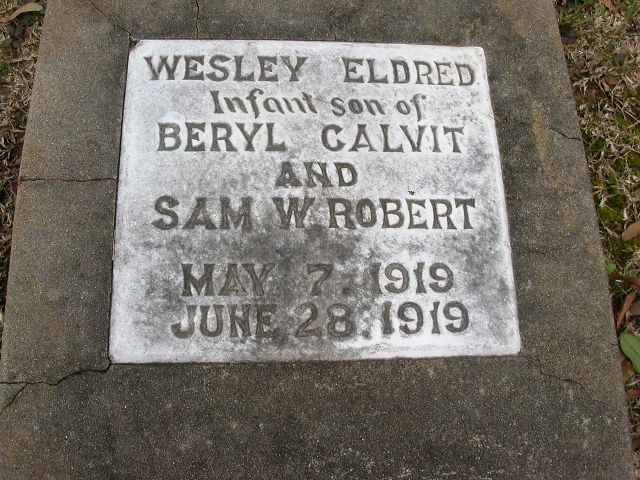 WESLEY ELDRED
Infant son of
BERYL CALVIT
AND
SAM W. ROBERT
MAY 7. 1919
JUNE 28. 1919